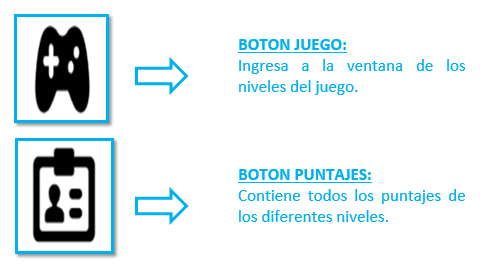 BOTON JUEGO:
Ingresa a la ventana de los
niveles del juego.
BOTON PUNTAJES:
Contiene todos los puntajes de
los diferentes niveles.